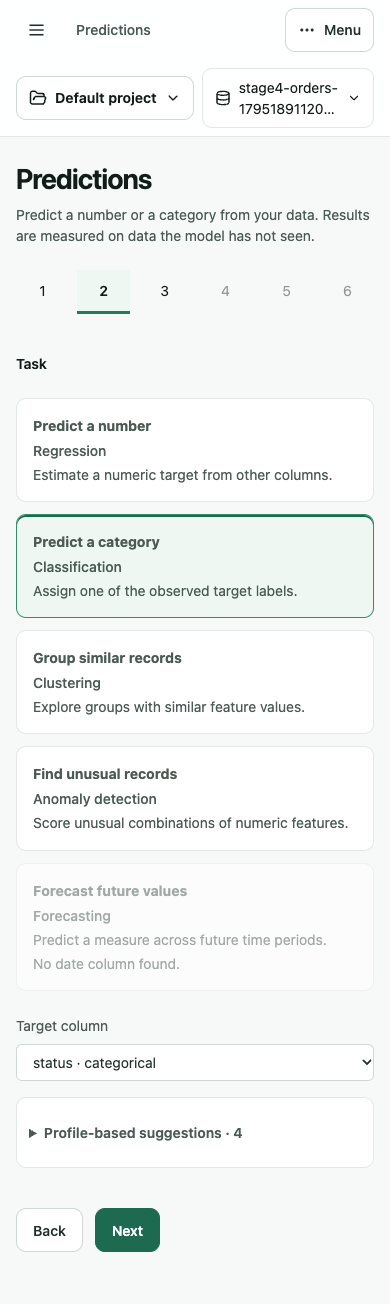 Predictions
Menu
Default project
stage4-orders-
17951891120...
Predictions
Predict a number or a category from your data. Results
are measured on data the model has not seen.
1 2 3 4 5 6
Task
Predict a number
Regression
Estimate a numeric target from other columns.
Predict a category
Classification
Assign one of the observed target labels.
Group similar records
Clustering
Explore groups with similar feature values.
Find unusual records
Anomaly detection
Score unusual combinations of numeric features.
Forecast future values
Forecasting
Predict a measure across future time periods.
No date column found.
Target column
status · categorical
Profile-based suggestions · 4
Back
Next